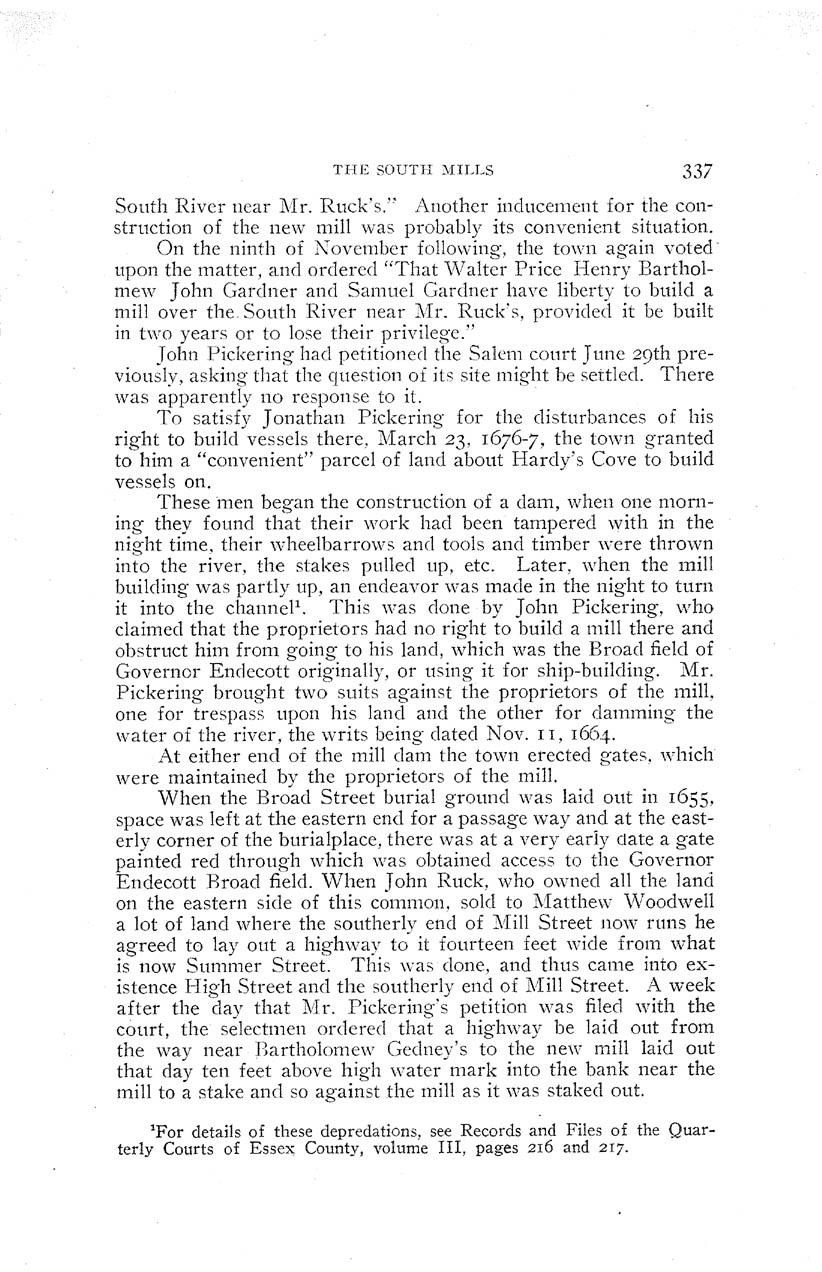 THE SOUTH MILLS 337
South River near Mr. Ruck's." Another inducement for the con-
struction of the new mill was probably its convenient situation.
On the ninth of November following, the town again voted
upon the matter, and ordered "That Walter Price Henry Barthol-
mew John Gardner and Samuel Gardner have liberty to build a
mill over the South River near Mr. Ruck's, provided it be built
in two years or to lose their privilege."
John Pickering had petitioned the Salem court June 29th pre-
viously, asking that the question of its site might be settled. There
was apparently no response to it.
To satisfy Jonathan Pickering for the disturbances of his
right to build vessels there, March 23, 1676-7, the town granted
to him a "convenient" parcel of land about Hardy's Cove to build
vessels on.
These men began the construction of a dam, when one morn-
ing they found that their work had been tampered with in the
night time, their wheelbarrows and tools and timber were thrown
into the river, the stakes pulled up, etc. Later, when the mill
building was partly up, an endeavor was made in the night to turn
it into the channel¹. This was done by John Pickering, who
claimed that the proprietors had no right to build a mill there and
obstruct him from going to his land, which was the Broad field of
Governor Endecott originally, or using it for ship-building. Mr.
Pickering brought two suits against the proprietors of the mill,
one for trespass upon his land and the other for damming the
water of the river, the writs being dated Nov. 11, 1664.
At either end of the mill dam the town erected gates, which
were maintained by the proprietors of the mill.
When the Broad Street burial ground was laid out in 1655,
space was left at the eastern end for a passage way and at the east-
erly corner of the burialplace, there was at a very early date a gate
painted red through which was obtained access to the Governor
Endecott Broad field. When John Ruck, who owned all the land
on the eastern side of this common, sold to Matthew Woodwell
a lot of land where the southerly end of Mill Street now runs he
agreed to lay out a highway to it fourteen feet wide from what
is now Summer Street. This was done, and thus came into ex-
istence High Street and the southerly end of Mill Street. A week
after the day that Mr. Pickering's petition was filed with the
court, the selectmen ordered that a highway be laid out from
the way near Bartholomew Gedney's to the new mill laid out
that day ten feet above high water mark into the bank near the
mill to a stake and so against the mill as it was staked out.
¹For details of these depredations, see Records and Files of the Quar-
terly Courts of Essex County, volume III, pages 216 and 217.